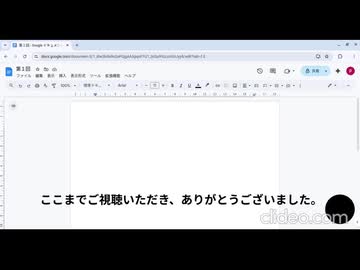 第1回 - Google ドキュメント
docs.google.com/document
第1回
ファイル 編集 表示 挿入 表示形式 ツール 拡張機能 ヘルプ
共有
100%
標準テキ...
Arial
ここまでご視聴いただき、ありがとうございました。
clideo.com